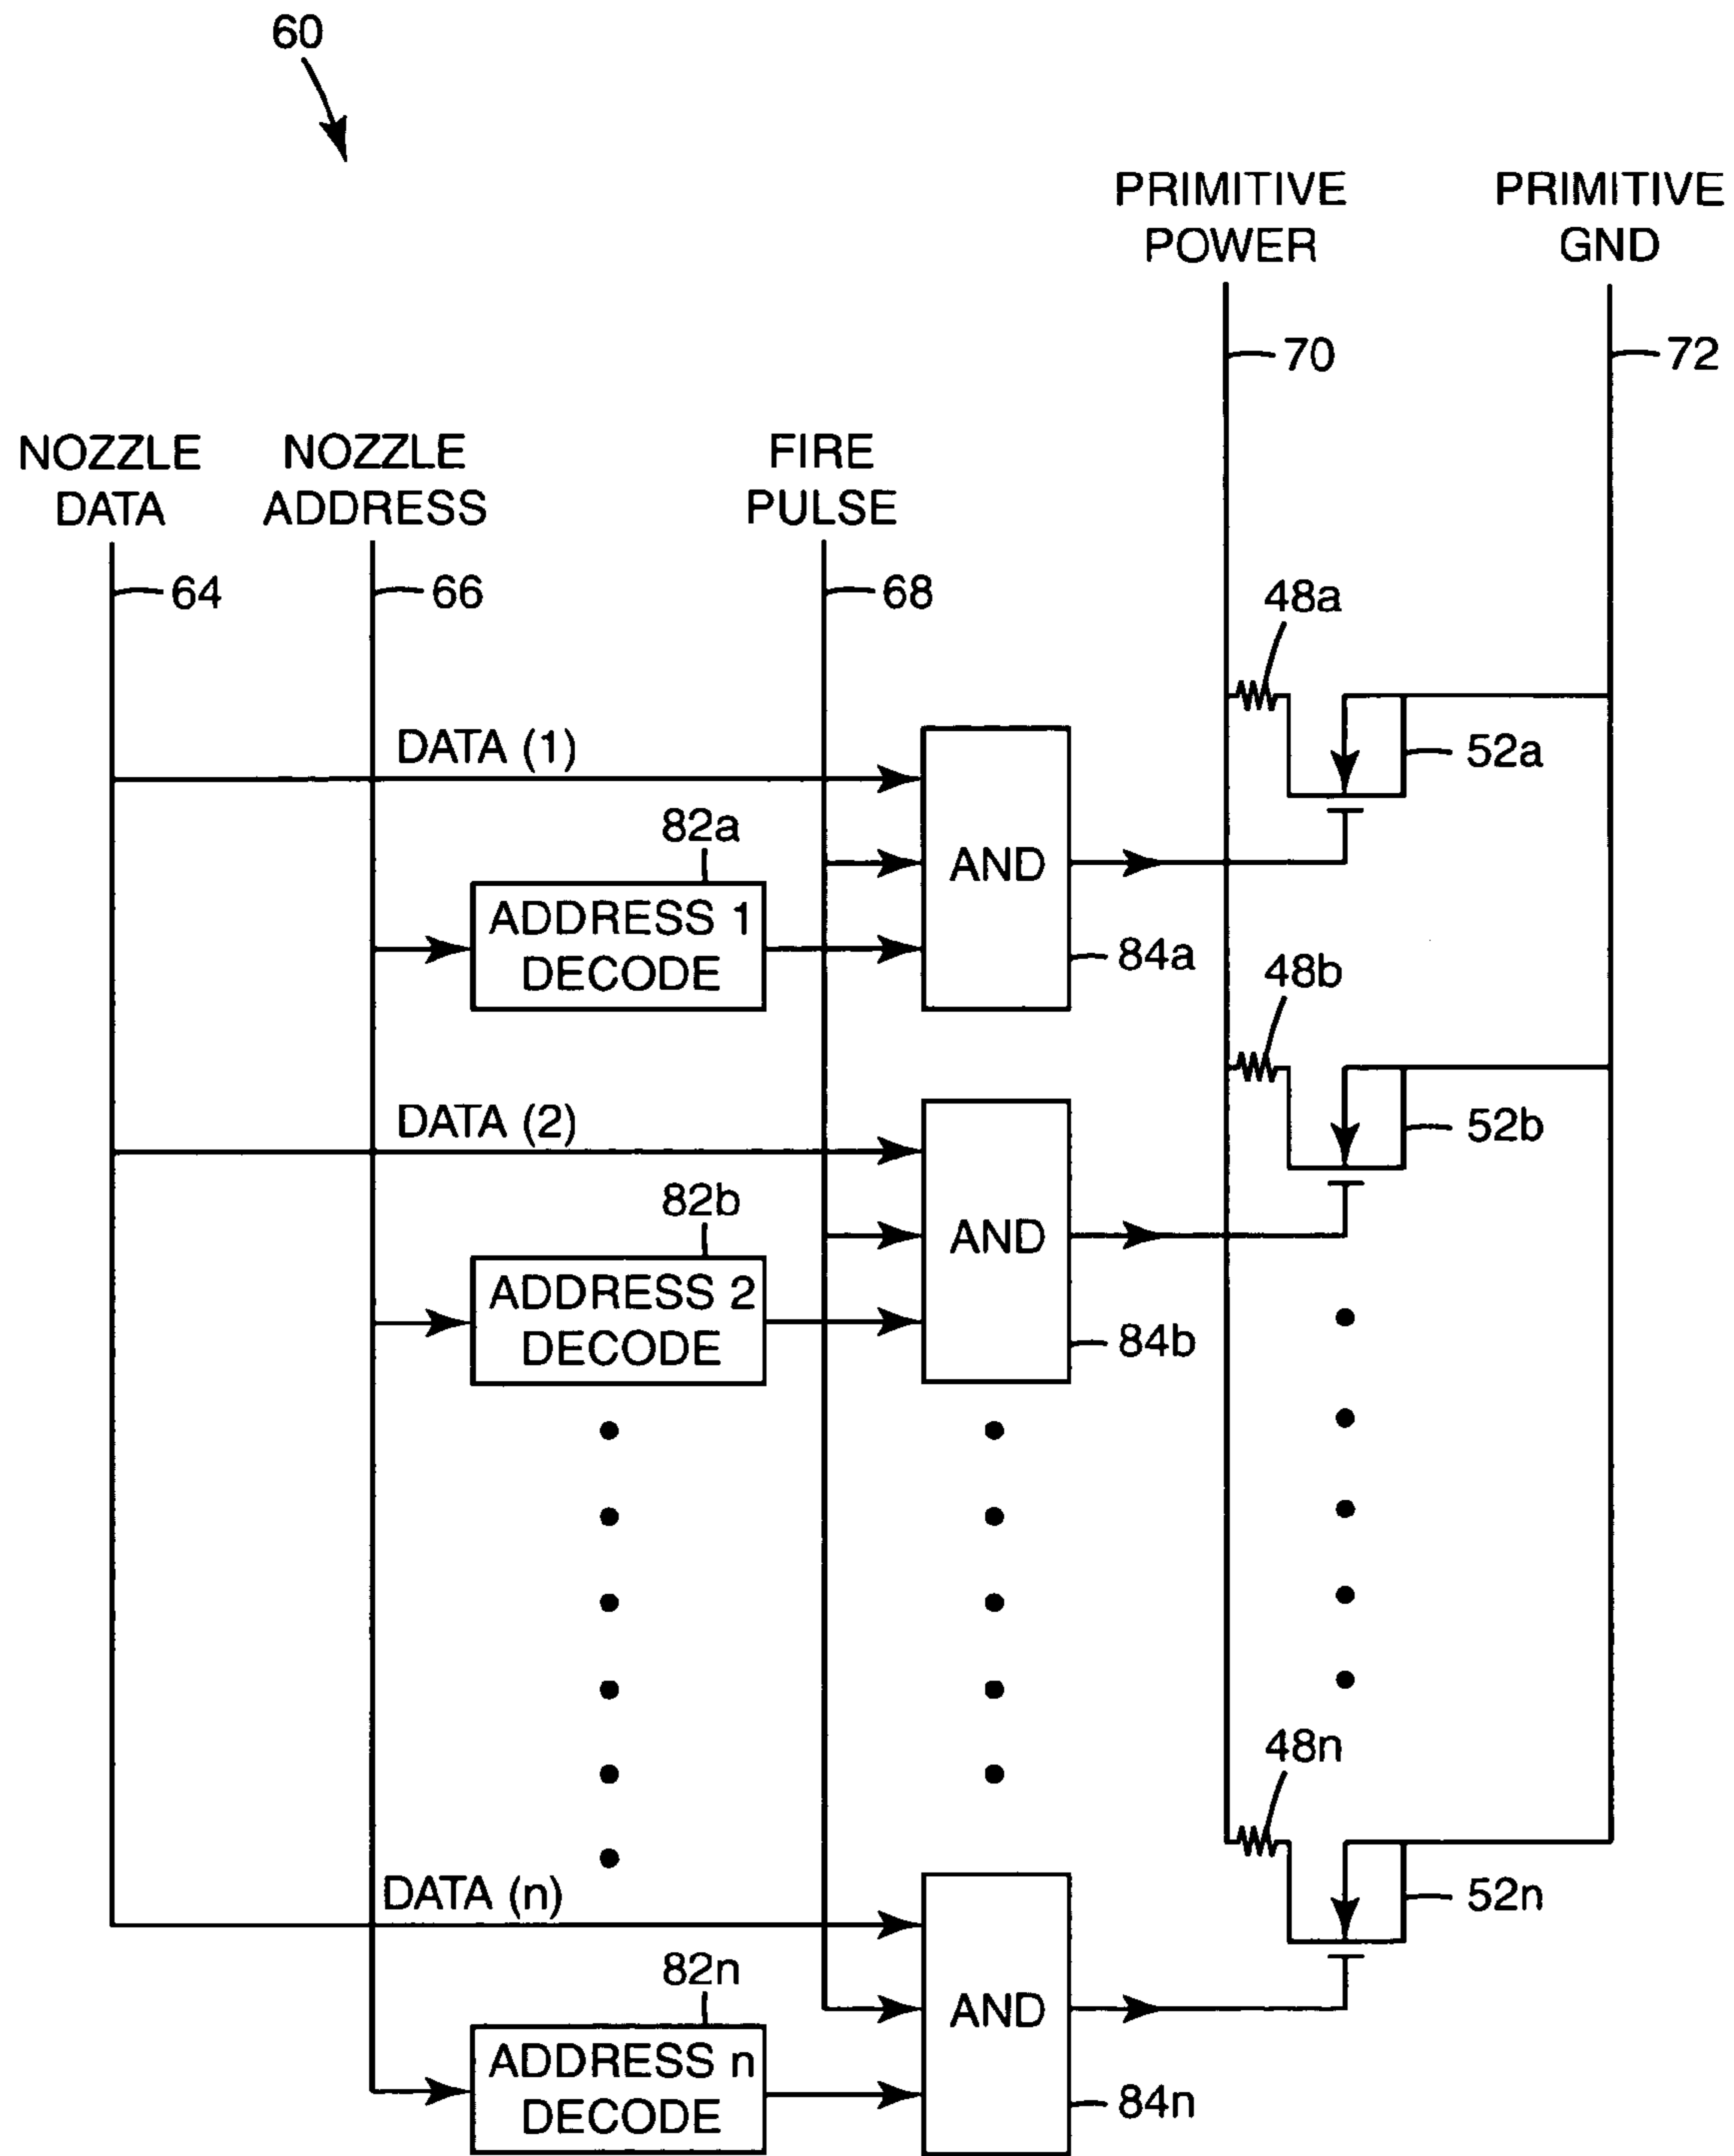 60
PRIMITIVE
POWER
PRIMITIVE
GND
70
72
NOZZLE
DATA
NOZZLE
ADDRESS
FIRE
PULSE
64
66
68
48a
52a
DATA (1)
82a
ADDRESS 1
DECODE
AND
84a
48b
52b
DATA (2)
82b
ADDRESS 2
DECODE
AND
84b
48n
52n
DATA (n)
82n
ADDRESS n
DECODE
AND
84n